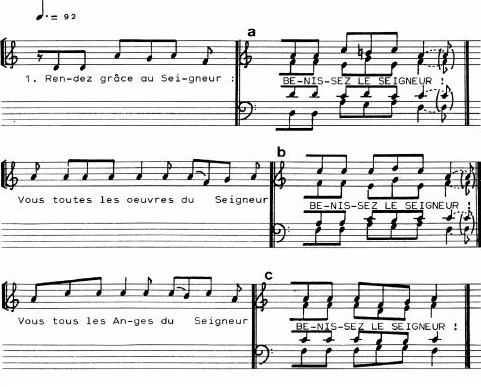 ♩. = 92
a
1. Ren-dez grâce au Sei-gneur : BE-NIS-SEZ LE SEIGNEUR !
b
Vous toutes les oeuvres du Seigneur BE-NIS-SEZ LE SEIGNEUR !
c
Vous tous les An-ges du Seigneur BE-NIS-SEZ LE SEIGNEUR !